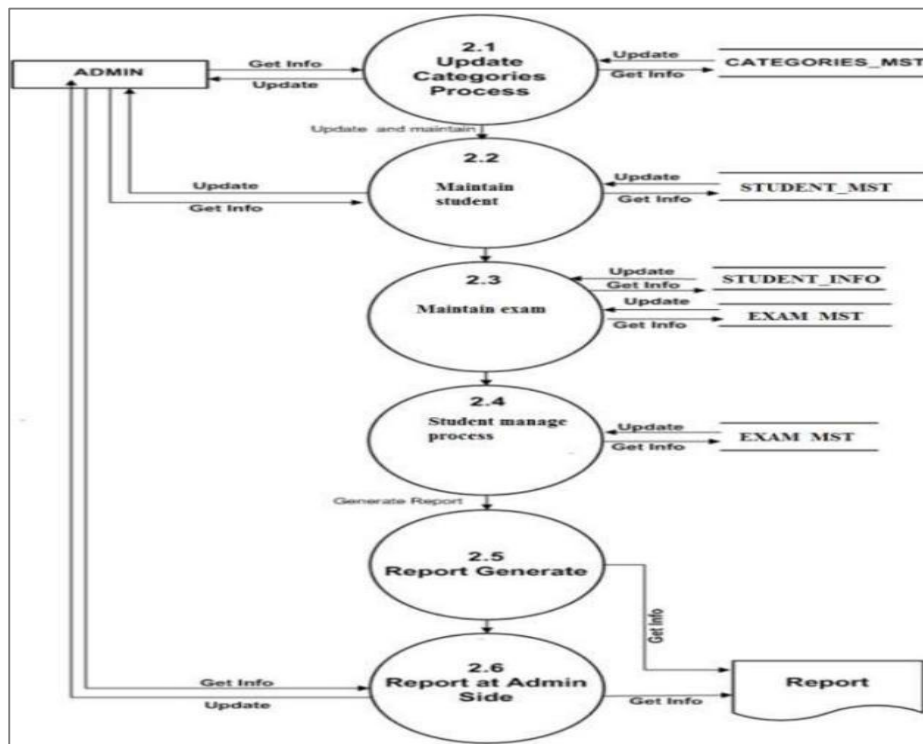 ADMIN
Get Info
Update
2.1
Update
Categories
Process
Update
Get Info
CATEGORIES_MST
Update and maintain
2.2
Maintain
student
Update
Get Info
Update
Get Info
STUDENT_MST
2.3
Maintain exam
Update
Get Info
STUDENT_INFO
Update
Get Info
EXAM MST
2.4
Student manage
process
Update
Get Info
EXAM MST
Generate Report
2.5
Report Generate
Get Info
2.6
Report at Admin
Side
Get Info
Update
Get Info
Report